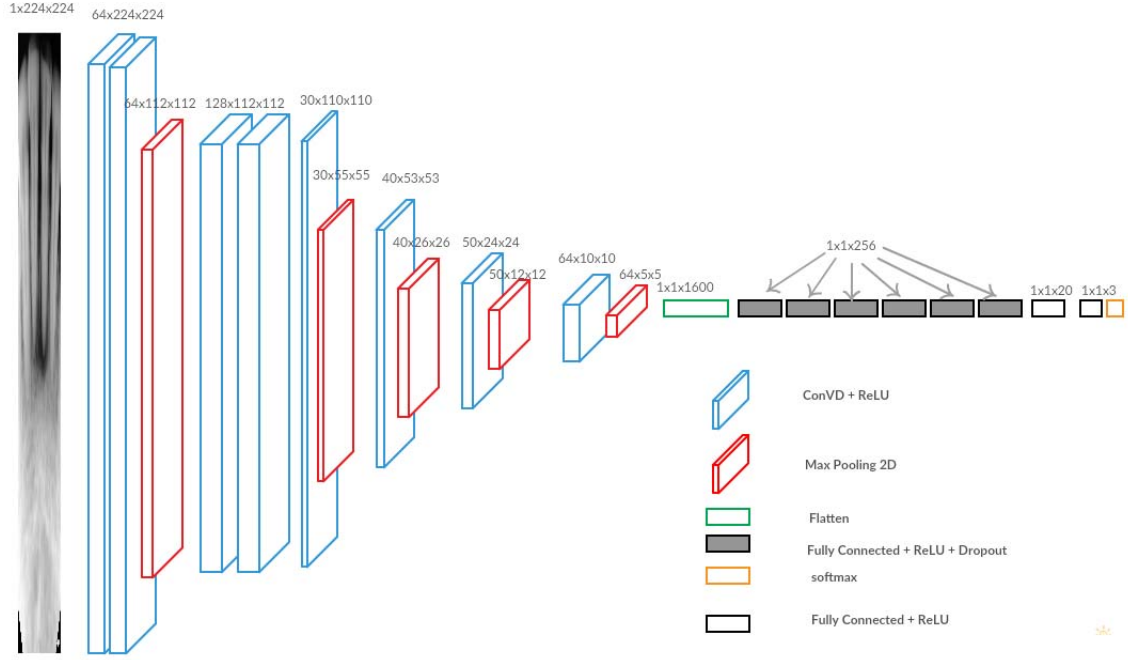 1x224x224
64x224x224
64x112x112
128x112x112
30x110x110
30x55x55
40x53x53
40x26x26
50x24x24
50x12x12
64x10x10
64x5x5
1x1x1600
1x1x256
1x1x20
1x1x3
ConVD + ReLU
Max Pooling 2D
Flatten
Fully Connected + ReLU + Dropout
softmax
Fully Connected + ReLU